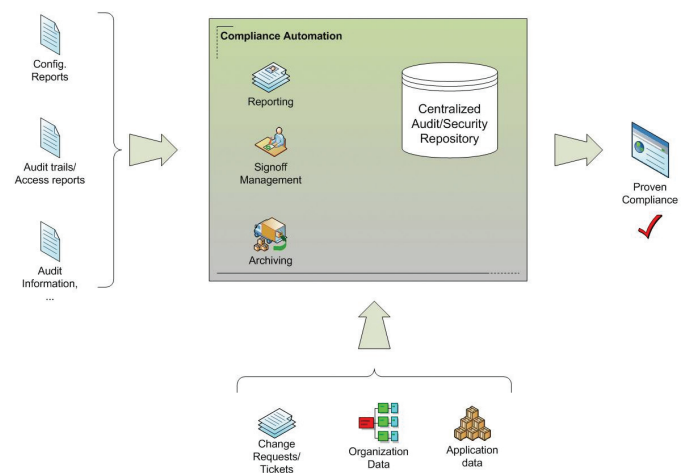 Config.
Reports
Audit trails/
Access reports
Audit
Information,
...
Compliance Automation
Reporting
Signoff
Management
Archiving
Centralized
Audit/Security
Repository
Proven
Compliance
Change
Requests/
Tickets
Organization
Data
Application
data